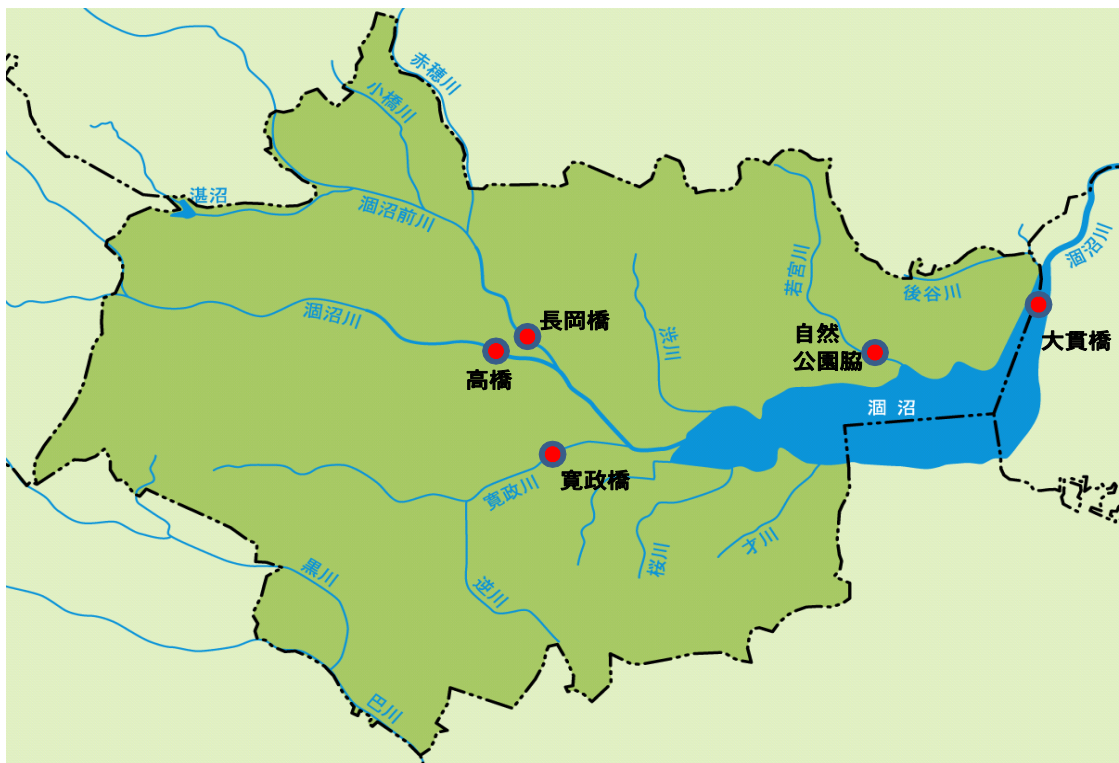 赤穂川
小橋川
湛沼
涸沼前川
涸沼川
若宮川
後谷川
涸沼川
長岡橋
高橋
渋川
自然
公園脇
大貫橋
涸沼
寛政橋
寛政川
桜川
才川
黒川
逆川
巴川